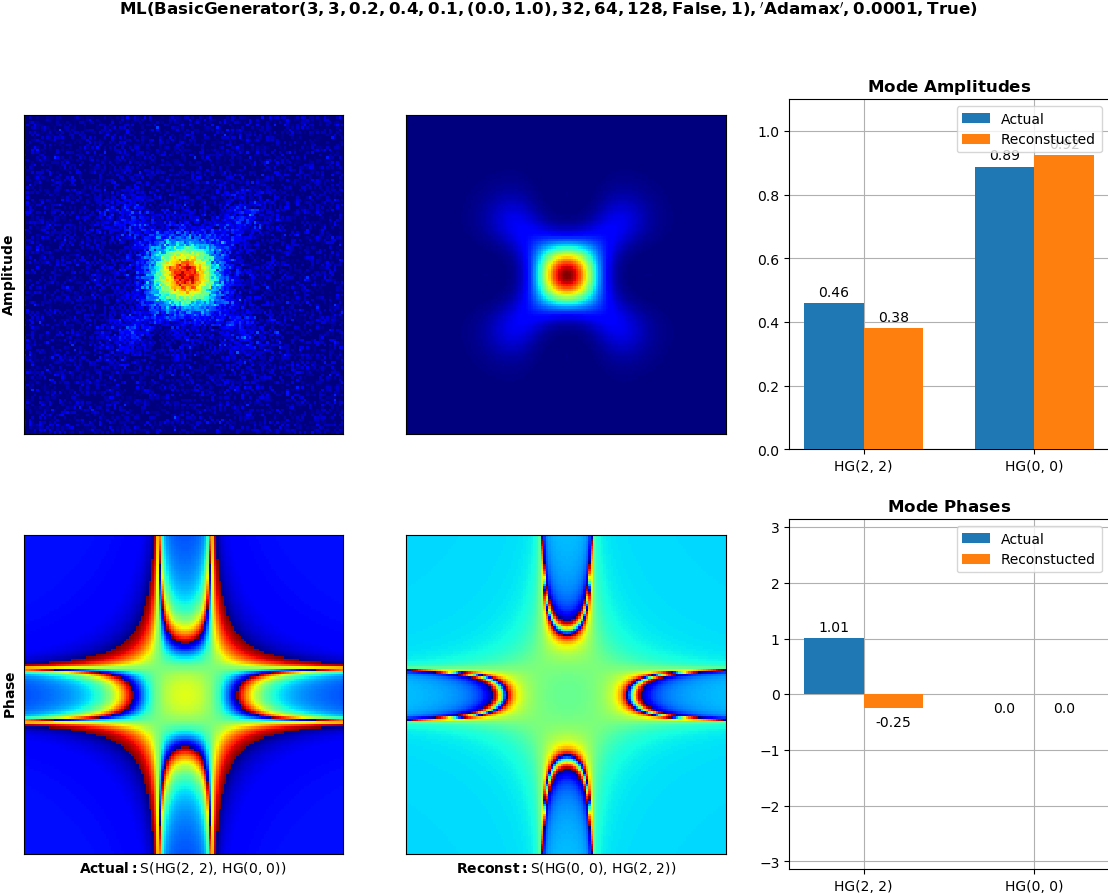 ML(BasicGenerator(3, 3, 0.2, 0.4, 0.1, (0.0, 1.0), 32, 64, 128, False, 1), 'Adamax', 0.0001, True)
Amplitude
Mode Amplitudes
Actual
Reconstucted
1.0
0.8
0.6
0.4
0.2
0.0
0.46
0.38
0.89
0.92
HG(2, 2)
HG(0, 0)
Phase
Actual: S(HG(2, 2), HG(0, 0))
Reconst: S(HG(0, 0), HG(2, 2))
Mode Phases
Actual
Reconstucted
3
2
1
0
−1
−2
−3
1.01
-0.25
0.0
0.0
HG(2, 2)
HG(0, 0)